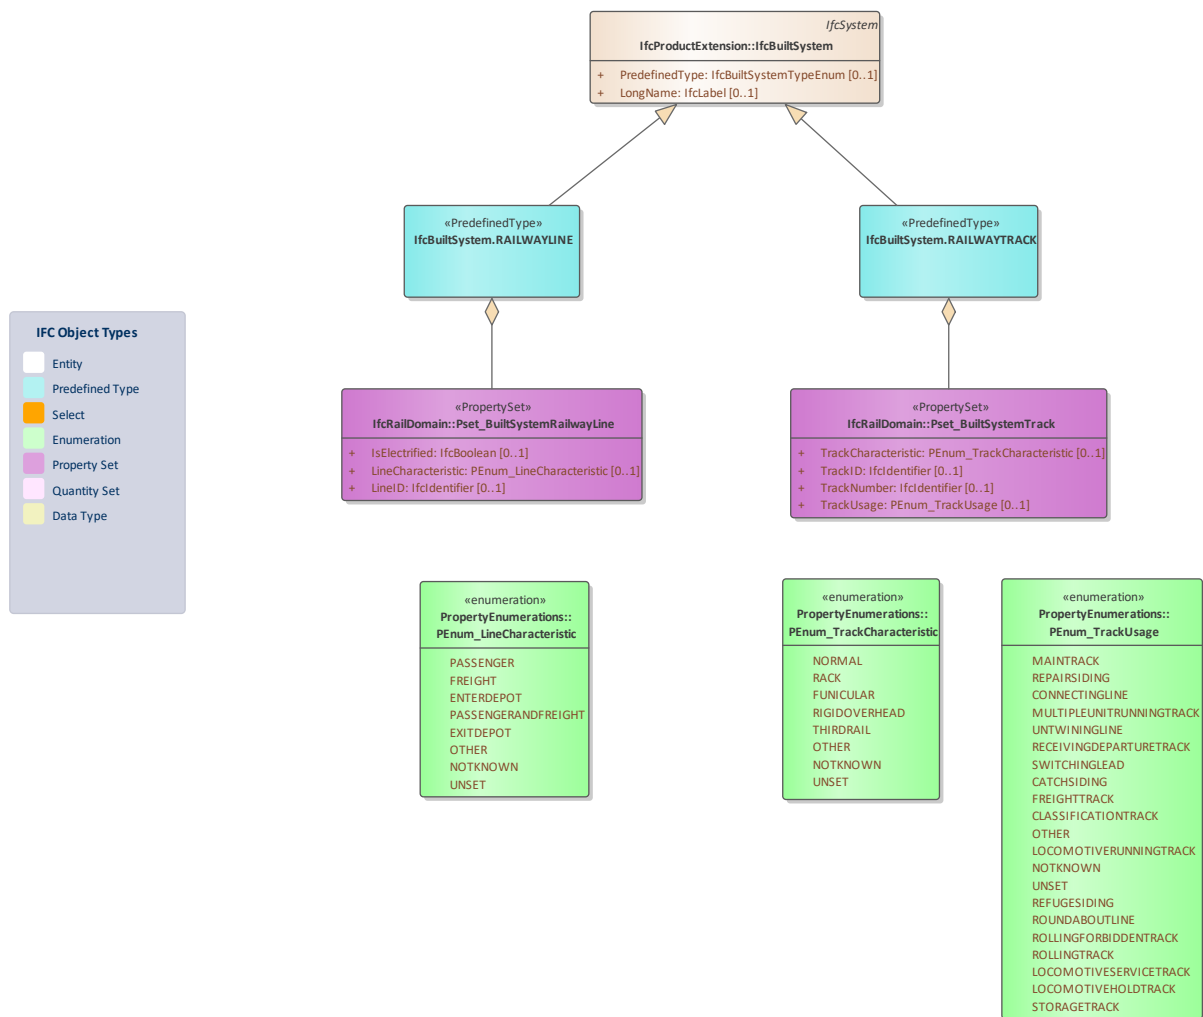 IfcSystem
IfcProductExtension::IfcBuiltSystem
+ PredefinedType: IfcBuiltSystemTypeEnum [0..1]
+ LongName: IfcLabel [0..1]
«PredefinedType»
IfcBuiltSystem.RAILWAYLINE
«PredefinedType»
IfcBuiltSystem.RAILWAYTRACK
IFC Object Types
Entity
Predefined Type
Select
Enumeration
Property Set
Quantity Set
Data Type
«PropertySet»
IfcRailDomain::Pset_BuiltSystemRailwayLine
+ IsElectrified: IfcBoolean [0..1]
+ LineCharacteristic: PEnum_LineCharacteristic [0..1]
+ LineID: IfcIdentifier [0..1]
«PropertySet»
IfcRailDomain::Pset_BuiltSystemTrack
+ TrackCharacteristic: PEnum_TrackCharacteristic [0..1]
+ TrackID: IfcIdentifier [0..1]
+ TrackNumber: IfcIdentifier [0..1]
+ TrackUsage: PEnum_TrackUsage [0..1]
«enumeration»
PropertyEnumerations::
PEnum_LineCharacteristic
PASSENGER
FREIGHT
ENTERDEPOT
PASSENGERANDFREIGHT
EXITDEPOT
OTHER
NOTKNOWN
UNSET
«enumeration»
PropertyEnumerations::
PEnum_TrackCharacteristic
NORMAL
RACK
FUNICULAR
RIGIDOVERHEAD
THIRDRAIL
OTHER
NOTKNOWN
UNSET
«enumeration»
PropertyEnumerations::
PEnum_TrackUsage
MAINTRACK
REPAIRSIDING
CONNECTINGLINE
MULTIPLEUNITRUNNINGTRACK
UNTWININGLINE
RECEIVINGDEPARTURETRACK
SWITCHINGLEAD
CATCHSIDING
FREIGHTTRACK
CLASSIFICATIONTRACK
OTHER
LOCOMOTIVERUNNINGTRACK
NOTKNOWN
UNSET
REFUGESIDING
ROUNDABOUTLINE
ROLLINGFORBIDDENTRACK
ROLLINGTRACK
LOCOMOTIVESERVICETRACK
LOCOMOTIVEHOLDTRACK
STORAGETRACK